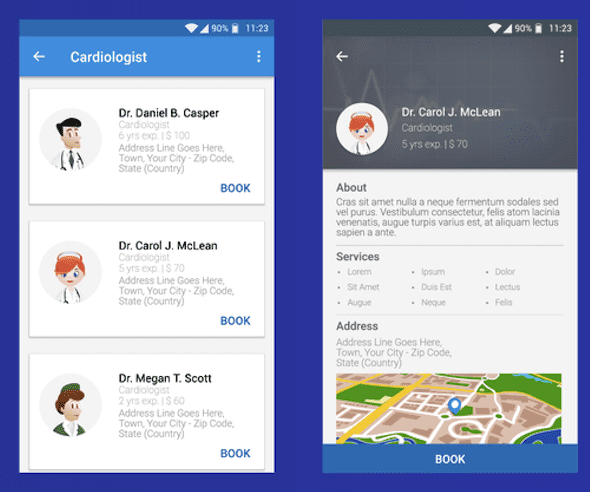 90% 11:23
Cardiologist
Dr. Daniel B. Casper
Cardiologist
6 yrs exp. | $ 100
Address Line Goes Here,
Town, Your City - Zip Code,
State (Country)
BOOK
Dr. Carol J. McLean
Cardiologist
5 yrs exp. | $ 70
Address Line Goes Here,
Town, Your City - Zip Code,
State (Country)
BOOK
Dr. Megan T. Scott
Cardiologist
2 yrs exp. | $ 60
Address Line Goes Here,
Town, Your City - Zip Code,
State (Country)
BOOK
90% 11:23
Dr. Carol J. McLean
Cardiologist
5 yrs exp. | $ 70
About
Cras sit amet nulla a neque fermentum sodales sed
vel purus. Vestibulum consectetur, felis atom lacinia
venenatis, augue turpis varius est, at aliquam lectus
sapien a ante.
Services
• Lorem • Ipsum • Dolor
• Sit Amet • Duis Est • Lectus
• Augue • Neque • Felis
Address
Address Line Goes Here,
Town, Your City - Zip Code,
State (Country)
BOOK